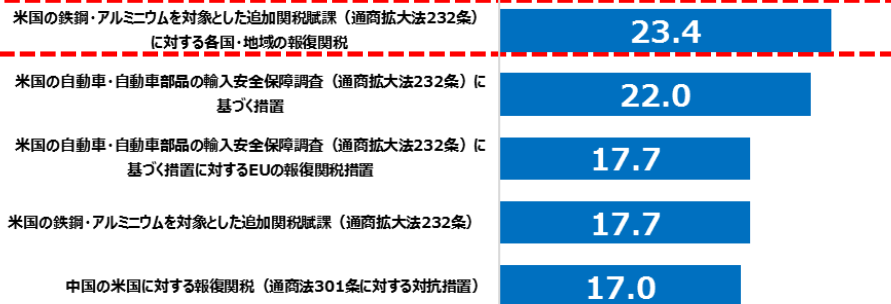 米国の鉄鋼・アルミニウムを対象とした追加関税賦課（通商拡大法232条）
に対する各国・地域の報復関税
23.4
米国の自動車・自動車部品の輸入安全保障調査（通商拡大法232条）に
基づく措置
22.0
米国の自動車・自動車部品の輸入安全保障調査（通商拡大法232条）に
基づく措置に対するEUの報復関税措置
17.7
米国の鉄鋼・アルミニウムを対象とした追加関税賦課（通商拡大法232条）
17.7
中国の米国に対する報復関税（通商法301条に対する対抗措置）
17.0